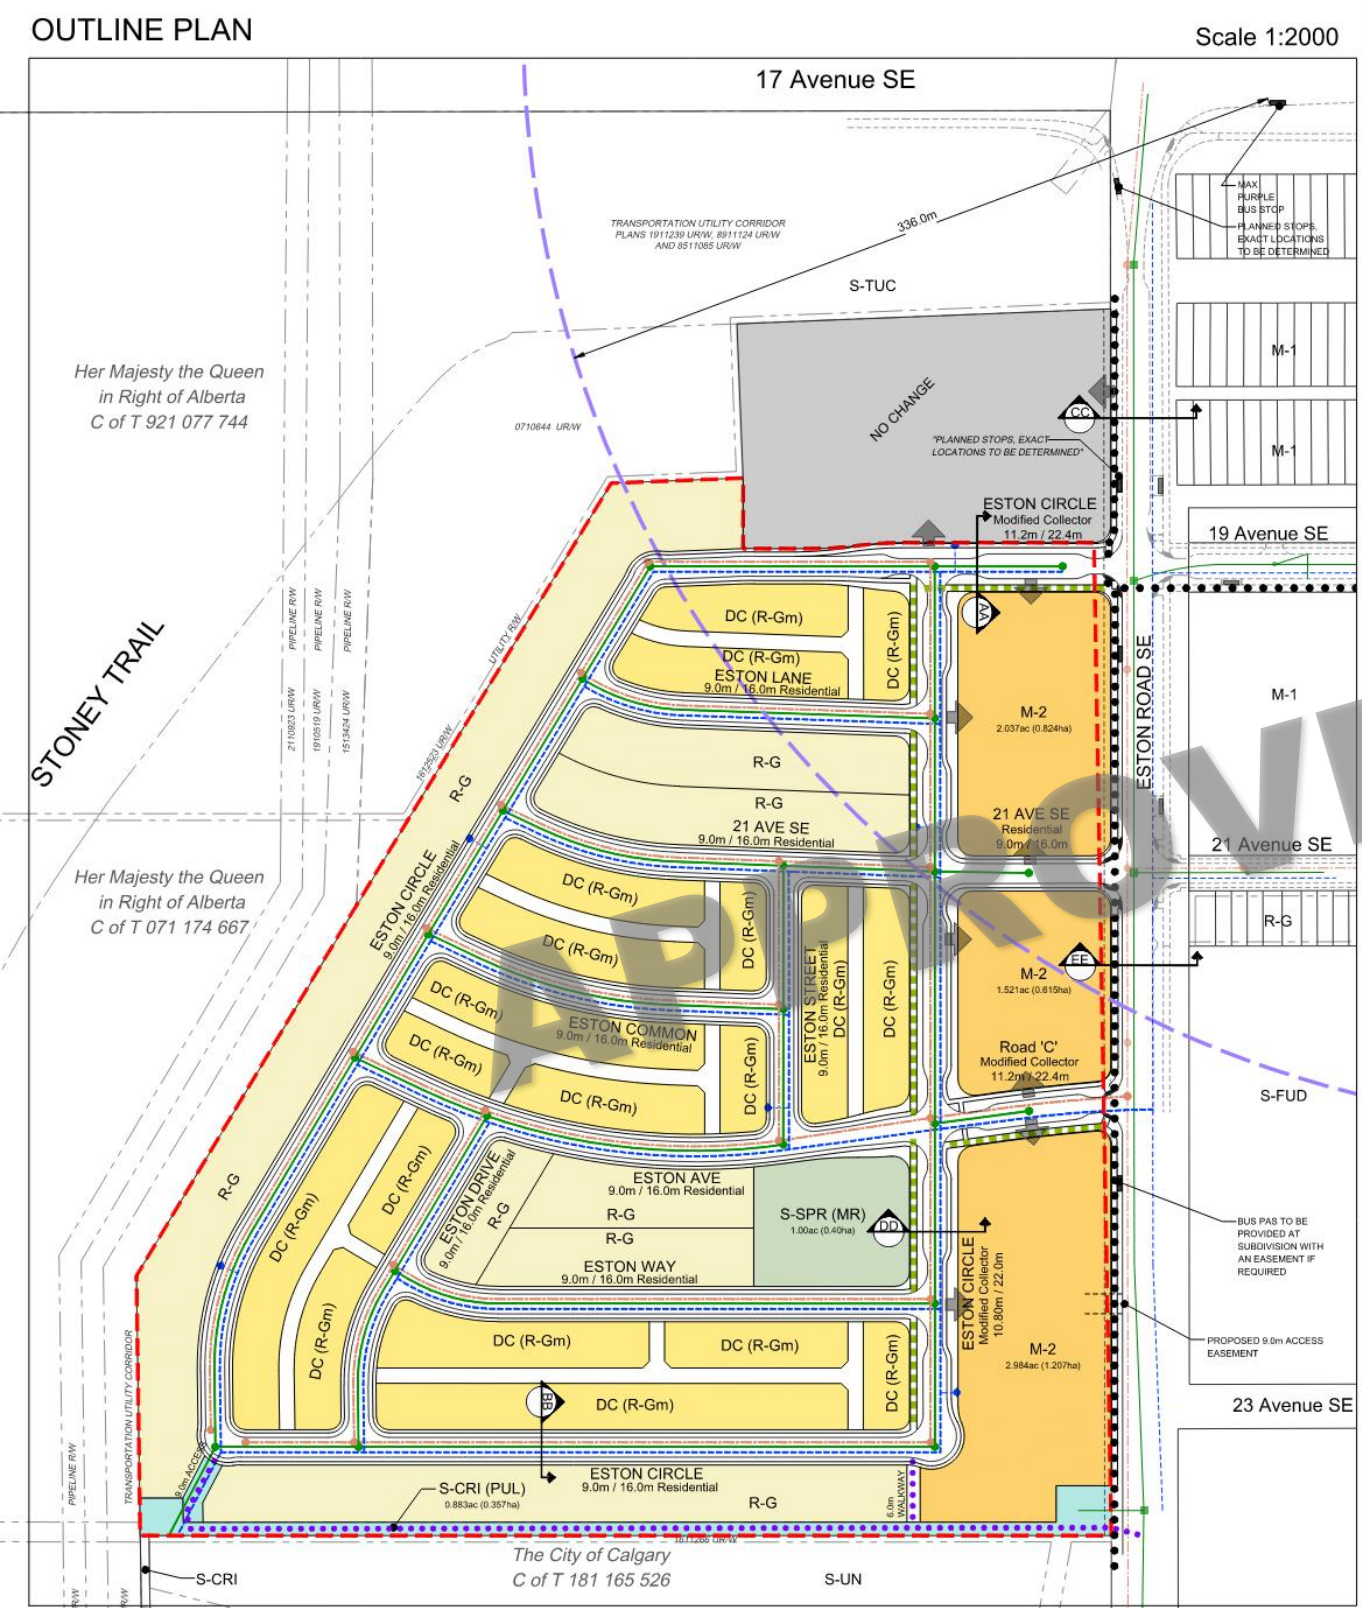 OUTLINE PLAN
Scale 1:2000
17 Avenue SE
336.0m
MAX
PURPLE
BUS STOP
PLANNED STOPS,
EXACT LOCATIONS
TO BE DETERMINED
TRANSPORTATION UTILITY CORRIDOR
PLANS 1911239 UR/W, 8911124 UR/W
AND 8511085 UR/W
S-TUC
M-1
Her Majesty the Queen
in Right of Alberta
C of T 921 077 744
NO CHANGE
CC
0710644 UR/W
"PLANNED STOPS, EXACT
LOCATIONS TO BE DETERMINED"
M-1
ESTON CIRCLE
Modified Collector
11.2m / 22.4m
19 Avenue SE
PIPELINE R/W
PIPELINE R/W
PIPELINE R/W
2110923 UR/W
1910519 UR/W
1513424 UR/W
UTILITY R/W
1612523 UR/W
STONEY TRAIL
DC (R-Gm)
DC (R-Gm)
DC (R-Gm)
AA
ESTON LANE
9.0m / 16.0m Residential
ESTON ROAD SE
M-1
M-2
2.037ac (0.824ha)
R-G
R-G
R-G
21 AVE SE
9.0m / 16.0m Residential
21 AVE SE
Residential
9.0m / 16.0m
21 Avenue SE
Her Majesty the Queen
in Right of Alberta
C of T 071 174 667
ESTON CIRCLE
9.0m / 16.0m Residential
DC (R-Gm)
DC (R-Gm)
DC (R-Gm)
R-G
ESTON STREET
9.0m / 16.0m Residential
DC (R-Gm)
DC (R-Gm)
EE
M-2
1.521ac (0.615ha)
DC (R-Gm)
ESTON COMMON
9.0m / 16.0m Residential
DC (R-Gm)
DC (R-Gm)
DC (R-Gm)
Road 'C'
Modified Collector
11.2m / 22.4m
S-FUD
R-G
DC (R-Gm)
DC (R-Gm)
ESTON DRIVE
9.0m / 16.0m Residential
R-G
ESTON AVE
9.0m / 16.0m Residential
R-G
R-G
ESTON WAY
9.0m / 16.0m Residential
S-SPR (MR)
1.00ac (0.40ha)
DD
ESTON CIRCLE
Modified Collector
10.80m / 22.0m
BUS PAS TO BE
PROVIDED AT
SUBDIVISION WITH
AN EASEMENT IF
REQUIRED
PROPOSED 9.0m ACCESS
EASEMENT
M-2
2.984ac (1.207ha)
DC (R-Gm)
DC (R-Gm)
DC (R-Gm)
DC (R-Gm)
DC (R-Gm)
BB
23 Avenue SE
TRANSPORTATION UTILITY CORRIDOR
PIPELINE R/W
9.0m ACCESS
ESTON CIRCLE
9.0m / 16.0m Residential
S-CRI (PUL)
0.883ac (0.357ha)
R-G
6.0m
WALKWAY
1611266 UR/W
The City of Calgary
C of T 181 165 526
S-CRI
S-UN
R/W
R/W
APPROV